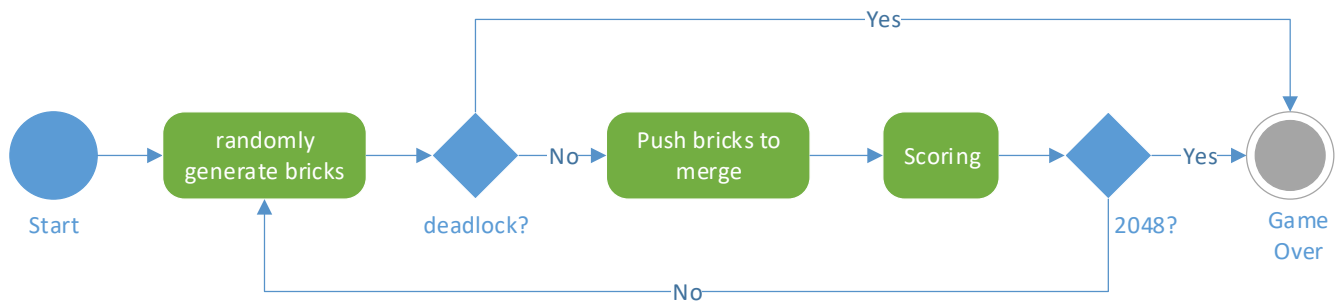 Yes
randomly
generate bricks
No
Push bricks to
merge
Scoring
Yes
Start
deadlock?
2048?
Game
Over
No